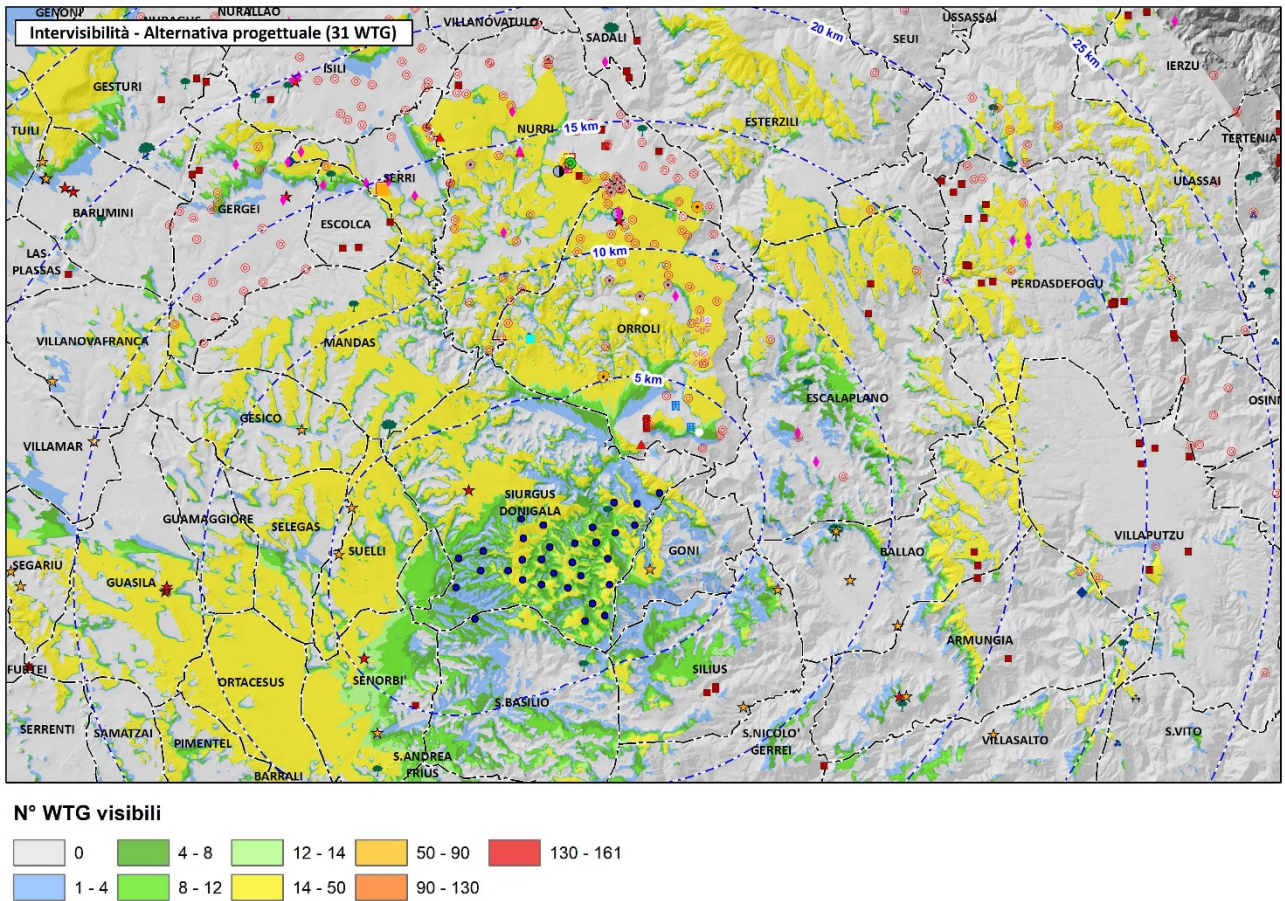 GENONI
NURAGUS
NURALLAO
VILLANOVATULO
USSASSAI
Intervisibilità - Alternativa progettuale (31 WTG)
SADALI
20 km
SEUI
25 km
ISILI
IERZU
GESTURI
TUILI
NURRI
15 km
ESTERZILI
TERTENIA
SERRI
ULASSAI
GERGEI
BARUMINI
ESCOLCA
LAS
PLASSAS
10 km
PERDASDEFOGU
ORROLI
VILLANOVAFRANCA
MANDAS
5 km
ESCALAPLANO
OSINI
GESICO
VILLAMAR
SIURGUS
DONIGALA
GUAMAGGIORE
SELEGAS
VILLAPUTZU
SUELLI
GONI
BALLAO
SEGARIU
GUASILA
ARMUNGIA
FURTEI
SILIUS
ORTACESUS
SENORBI'
S.BASILIO
SERRENTI
SAMATZAI
PIMENTEL
S.NICOLO'
GERREI
VILLASALTO
S.VITO
S.ANDREA
FRIUS
BARRALI
N° WTG visibili
0
4 - 8
12 - 14
50 - 90
130 - 161
1 - 4
8 - 12
14 - 50
90 - 130